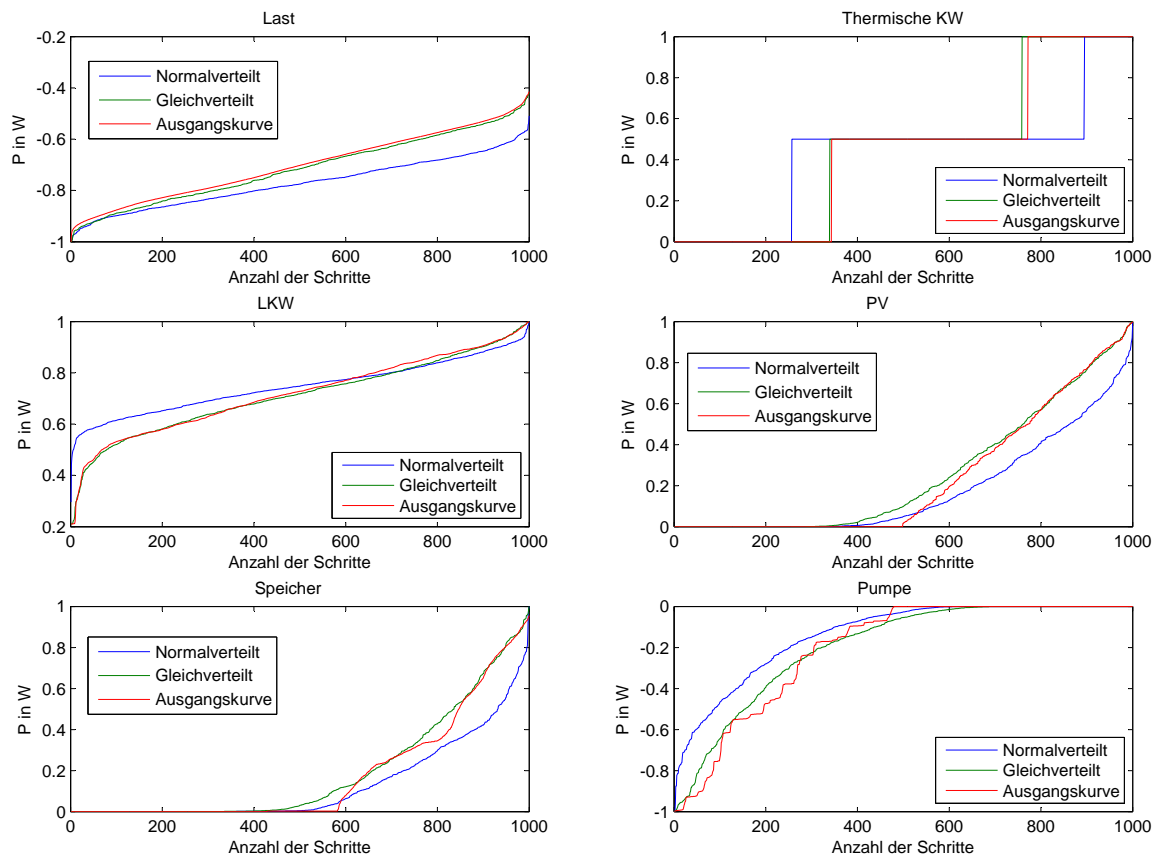 Last
-0.2
-0.4
-0.6
-0.8
-1
P in W
Normalverteilt
Gleichverteilt
Ausgangskurve
0 200 400 600 800 1000
Anzahl der Schritte
Thermische KW
1
0.8
0.6
0.4
0.2
0
P in W
Normalverteilt
Gleichverteilt
Ausgangskurve
0 200 400 600 800 1000
Anzahl der Schritte
LKW
1
0.8
0.6
0.4
0.2
P in W
Normalverteilt
Gleichverteilt
Ausgangskurve
0 200 400 600 800 1000
Anzahl der Schritte
PV
1
0.8
0.6
0.4
0.2
0
P in W
Normalverteilt
Gleichverteilt
Ausgangskurve
0 200 400 600 800 1000
Anzahl der Schritte
Speicher
1
0.8
0.6
0.4
0.2
0
P in W
Normalverteilt
Gleichverteilt
Ausgangskurve
0 200 400 600 800 1000
Anzahl der Schritte
Pumpe
0
-0.2
-0.4
-0.6
-0.8
-1
P in W
Normalverteilt
Gleichverteilt
Ausgangskurve
0 200 400 600 800 1000
Anzahl der Schritte